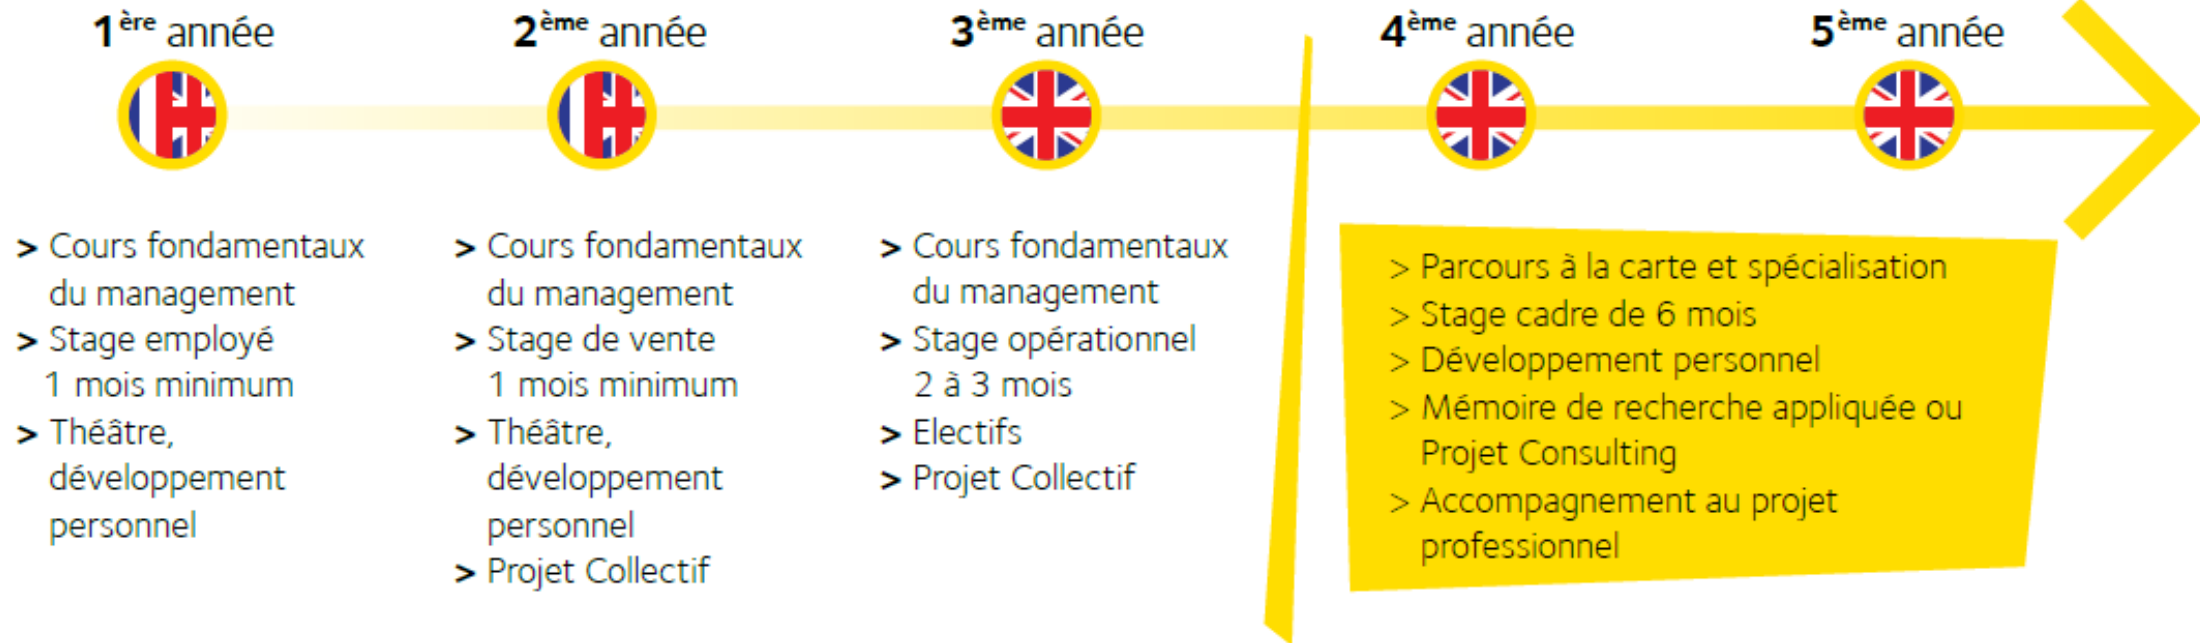 1ère année
2ème année
3ème année
4ème année
5ème année
> Cours fondamentaux
du management
> Stage employé
1 mois minimum
> Théâtre,
développement
personnel
> Cours fondamentaux
du management
> Stage de vente
1 mois minimum
> Théâtre,
développement
personnel
> Projet Collectif
> Cours fondamentaux
du management
> Stage opérationnel
2 à 3 mois
> Electifs
> Projet Collectif
> Parcours à la carte et spécialisation
> Stage cadre de 6 mois
> Développement personnel
> Mémoire de recherche appliquée ou
Projet Consulting
> Accompagnement au projet
professionnel